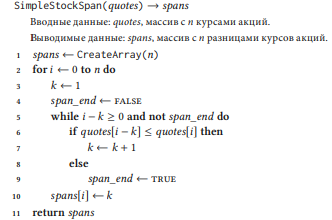 SimpleStockSpan(quotes) → spans
Вводные данные: quotes, массив с n курсами акций.
Выводимые данные: spans, массив с n разницами курсов акций.
1 spans ← CreateArray(n)
2 for i ← 0 to n do
3 k ← 1
4 span_end ← FALSE
5 while i − k ≥ 0 and not span_end do
6 if quotes[i − k] ≤ quotes[i] then
7 k ← k + 1
8 else
9 span_end ← TRUE
10 spans[i] ← k
11 return spans